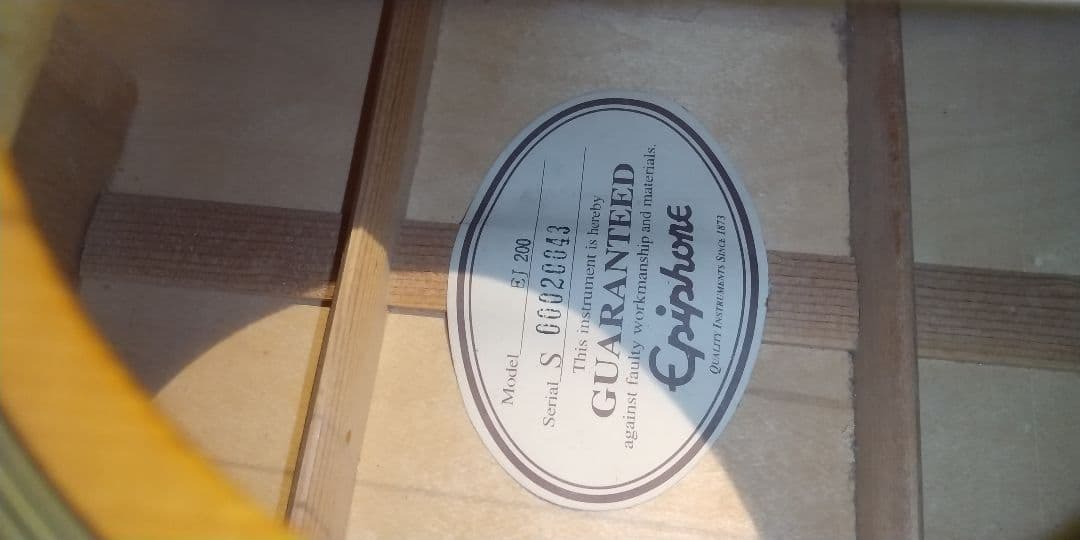 Model EJ 200
Serial S 00020043
This instrument is hereby
GUARANTEED
against faulty workmanship and materials.
Epiphone
QUALITY INSTRUMENTS SINCE 1873